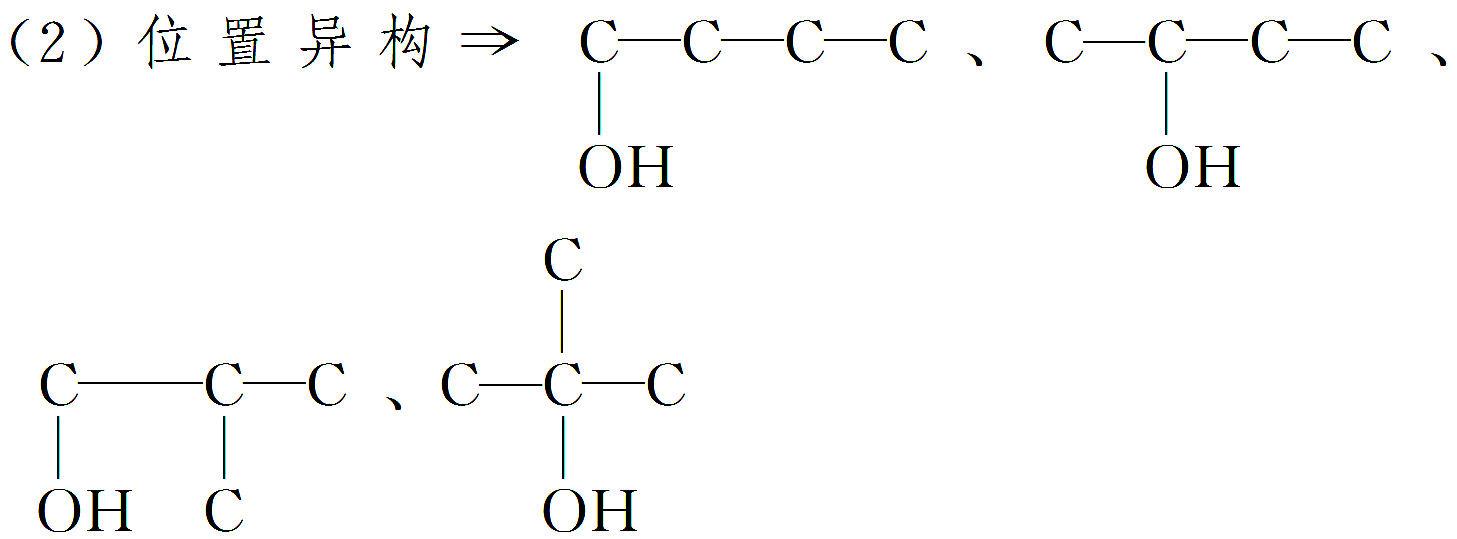 (2)位置异构⇒ C—C—C—C、C—C—C—C、
OH OH
C
C—C—C、C—C—C
OH C OH